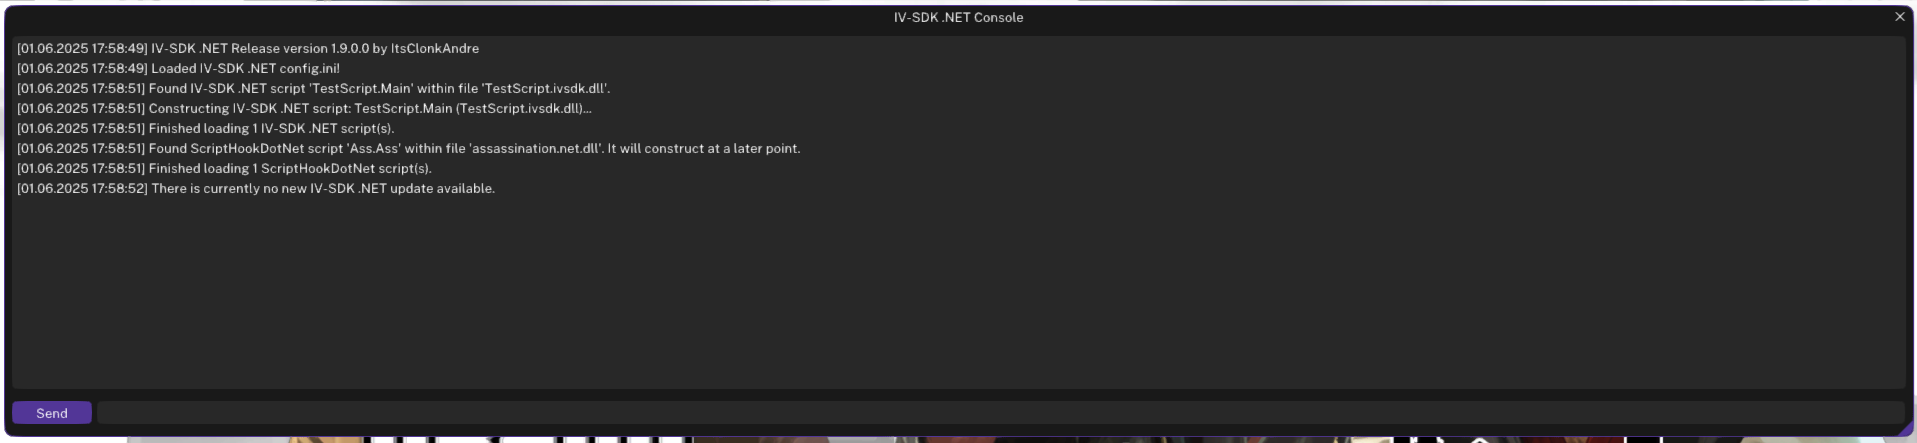 IV-SDK .NET Console
[01.06.2025 17:58:49] IV-SDK .NET Release version 1.9.0.0 by ItsClonkAndre
[01.06.2025 17:58:49] Loaded IV-SDK .NET config.ini!
[01.06.2025 17:58:51] Found IV-SDK .NET script 'TestScript.Main' within file 'TestScript.ivsdk.dll'.
[01.06.2025 17:58:51] Constructing IV-SDK .NET script: TestScript.Main (TestScript.ivsdk.dll)...
[01.06.2025 17:58:51] Finished loading 1 IV-SDK .NET script(s).
[01.06.2025 17:58:51] Found ScriptHookDotNet script 'Ass.Ass' within file 'assassination.net.dll'. It will construct at a later point.
[01.06.2025 17:58:51] Finished loading 1 ScriptHookDotNet script(s).
[01.06.2025 17:58:52] There is currently no new IV-SDK .NET update available.
Send